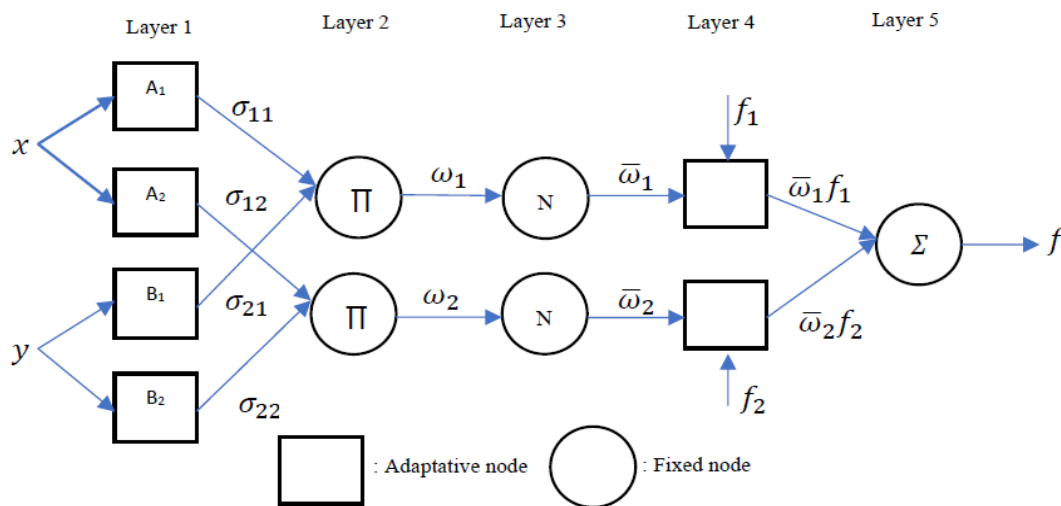 Layer 1 Layer 2 Layer 3 Layer 4 Layer 5
A₁
σ₁₁
f₁
x
A₂
σ₁₂
∏
ω₁
N
ω̅₁
ω̅₁f₁
Σ
f
B₁
σ₂₁
∏
ω₂
N
ω̅₂
ω̅₂f₂
y
B₂
σ₂₂
f₂
: Adaptative node
: Fixed node